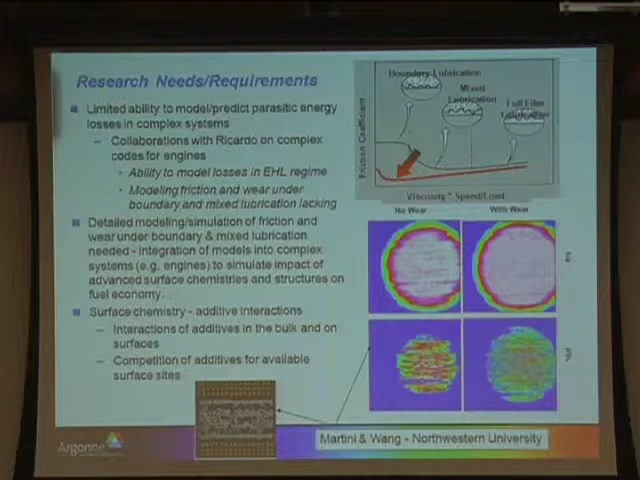 Research Needs/Requirements
Limited ability to model/predict parasitic energy
losses in complex systems
– Collaborations with Ricardo on complex
codes for engines
• Ability to model losses in EHL regime
• Modeling friction and wear under
boundary and mixed lubrication lacking
Detailed modeling/simulation of friction and
wear under boundary & mixed lubrication
needed - integration of models into complex
systems (e.g. engines) to simulate impact of
advanced surface chemistries and structures on
fuel economy
Surface chemistry - additive interactions
– Interactions of additives in the bulk and on
surfaces
– Competition of additives for available
surface sites
Boundary Lubrication
Mixed
Lubrication
Full Film
Lubrication
Friction Coefficient
Viscosity * Speed/Load
No Wear
With Wear
Martini & Wang - Northwestern University
Argonne